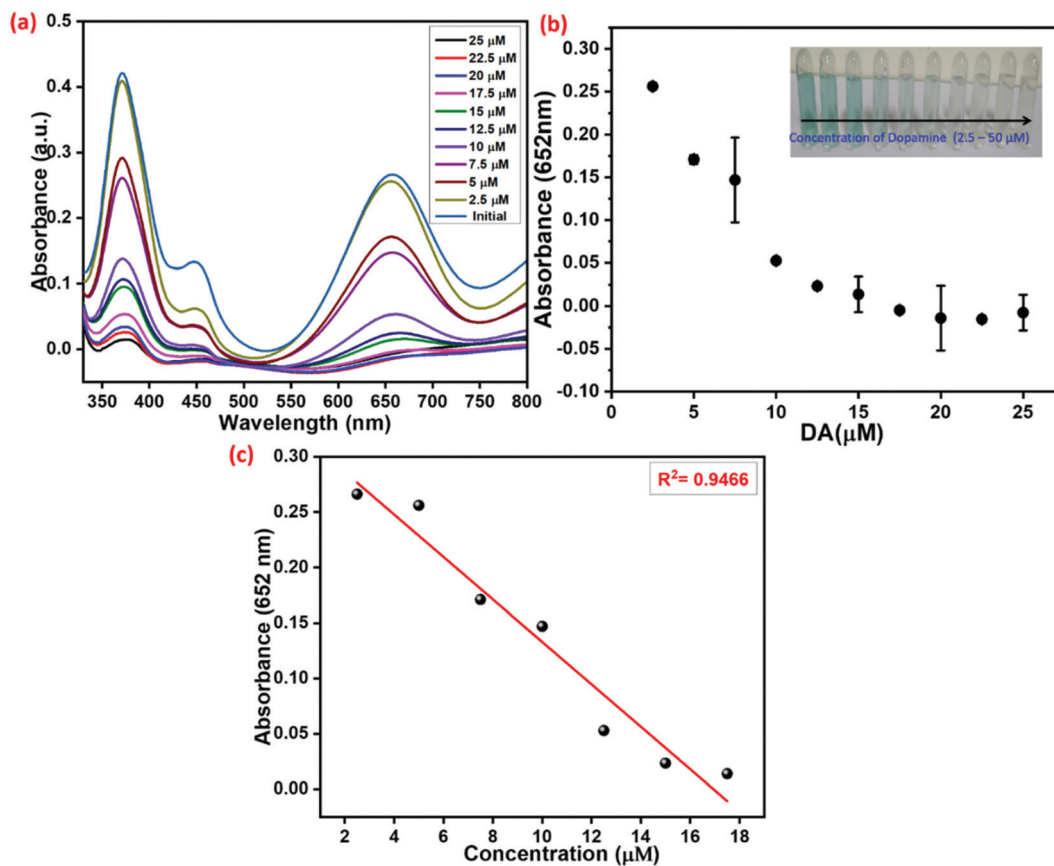 (a)
0.5
0.4
0.3
0.2
0.1
0.0
Absorbance (a.u.)
350 400 450 500 550 600 650 700 750 800
Wavelength (nm)
25 µM
22.5 µM
20 µM
17.5 µM
15 µM
12.5 µM
10 µM
7.5 µM
5 µM
2.5 µM
Initial
(b)
0.30
0.25
0.20
0.15
0.10
0.05
0.00
-0.05
-0.10
Absorbance (652nm)
Concentration of Dopamine (2.5 – 50 µM)
0 5 10 15 20 25
DA(µM)
(c)
0.30
0.25
0.20
0.15
0.10
0.05
0.00
Absorbance (652 nm)
R²= 0.9466
2 4 6 8 10 12 14 16 18
Concentration (µM)